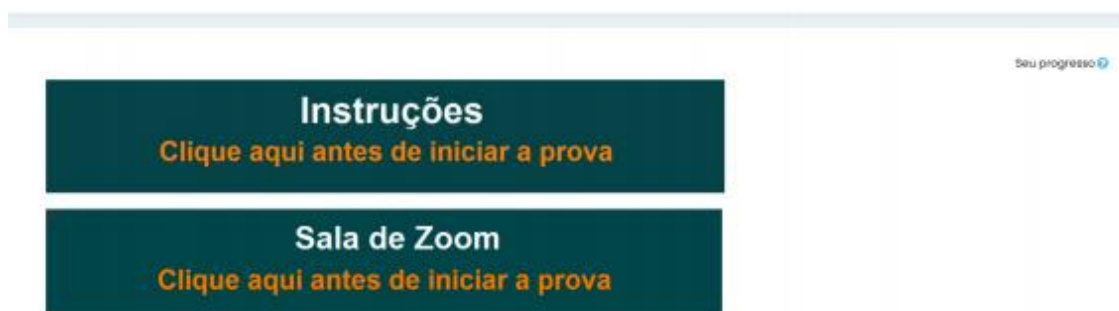 Seu progresso
Instruções
Clique aqui antes de iniciar a prova
Sala de Zoom
Clique aqui antes de iniciar a prova